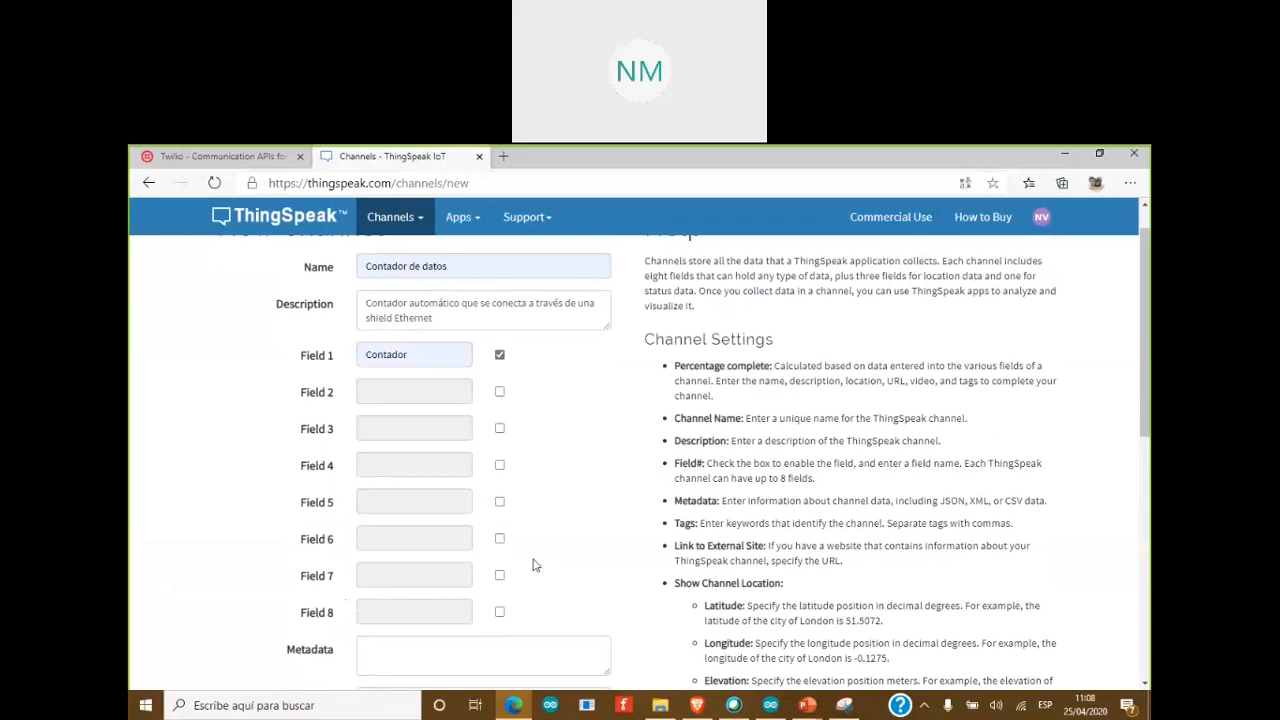 NM
Twilio - Communication APIs for
Channels - ThingSpeak IoT
https://thingspeak.com/channels/new
ThingSpeak™
Channels
Apps
Support
Commercial Use
How to Buy
NV
Name
Contador de datos
Description
Contador automático que se conecta a través de una
shield Ethernet
Field 1
Contador
Field 2
Field 3
Field 4
Field 5
Field 6
Field 7
Field 8
Metadata
Help
Channels store all the data that a ThingSpeak application collects. Each channel includes
eight fields that can hold any type of data, plus three fields for location data and one for
status data. Once you collect data in a channel, you can use ThingSpeak apps to analyze and
visualize it.
Channel Settings
Percentage complete: Calculated based on data entered into the various fields of a
channel. Enter the name, description, location, URL, video, and tags to complete your
channel.
Channel Name: Enter a unique name for the ThingSpeak channel.
Description: Enter a description of the ThingSpeak channel.
Field#: Check the box to enable the field, and enter a field name. Each ThingSpeak
channel can have up to 8 fields.
Metadata: Enter information about channel data, including JSON, XML, or CSV data.
Tags: Enter keywords that identify the channel. Separate tags with commas.
Link to External Site: If you have a website that contains information about your
ThingSpeak channel, specify the URL.
Show Channel Location:
Latitude: Specify the latitude position in decimal degrees. For example, the
latitude of the city of London is 51.5072.
Longitude: Specify the longitude position in decimal degrees. For example, the
longitude of the city of London is -0.1275.
Elevation: Specify the elevation position meters. For example, the elevation of
Escribe aquí para buscar
ESP
11:08
25/04/2020
7